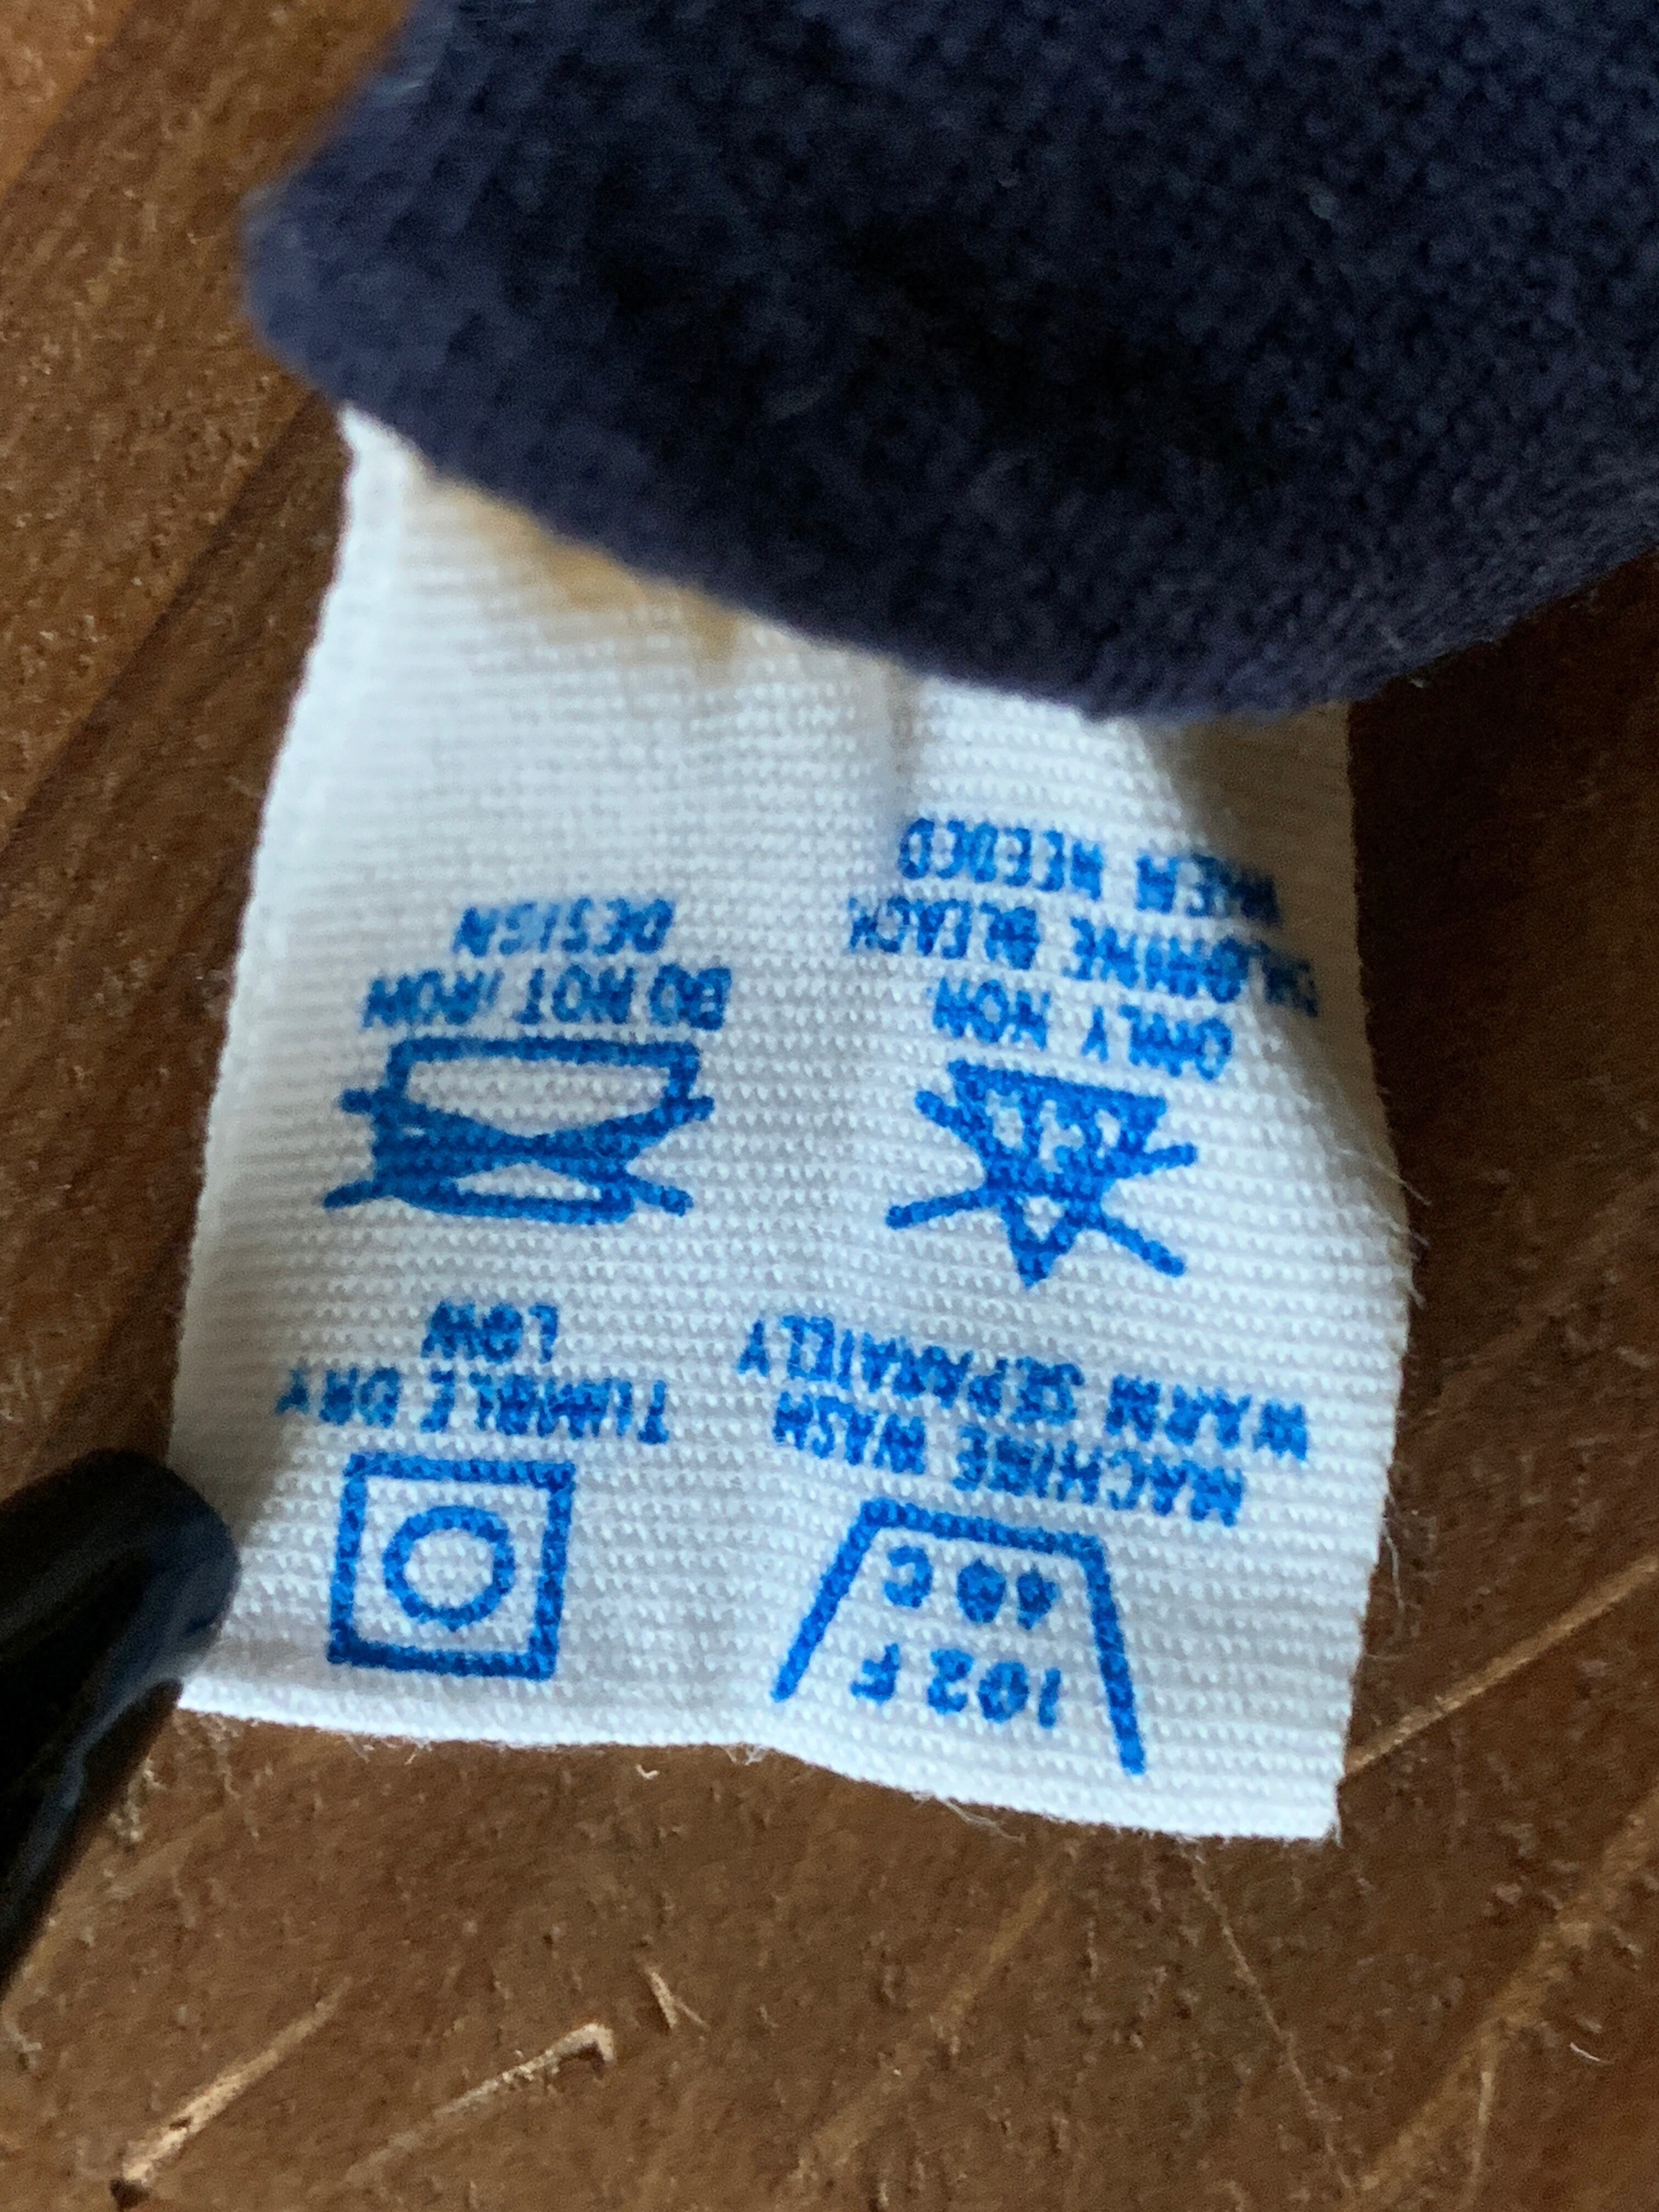 102 F
40 C
MACHINE WASH
WARM SEPARATELY
TUMBLE DRY
LOW
CL
ONLY NON
CHLORINE BLEACH
WHEN NEEDED
DO NOT IRON
DESIGN